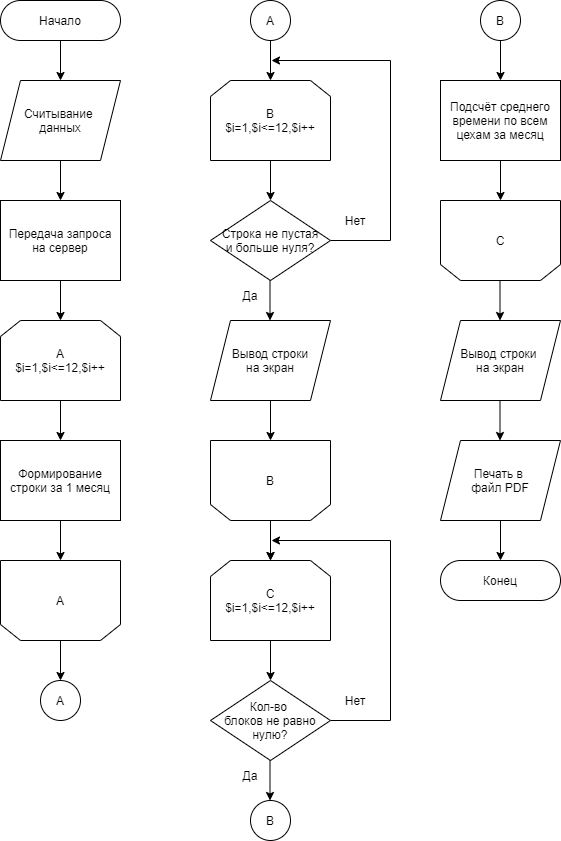 Начало
Считывание
данных
Передача запроса
на сервер
A
$i=1,$i<=12,$i++
Формирование
строки за 1 месяц
A
A
A
B
$i=1,$i<=12,$i++
Строка не пустая
и больше нуля?
Нет
Да
Вывод строки
на экран
B
C
$i=1,$i<=12,$i++
Кол-во
блоков не равно
нулю?
Нет
Да
B
B
Подсчёт среднего
времени по всем
цехам за месяц
C
Вывод строки
на экран
Печать в
файл PDF
Конец